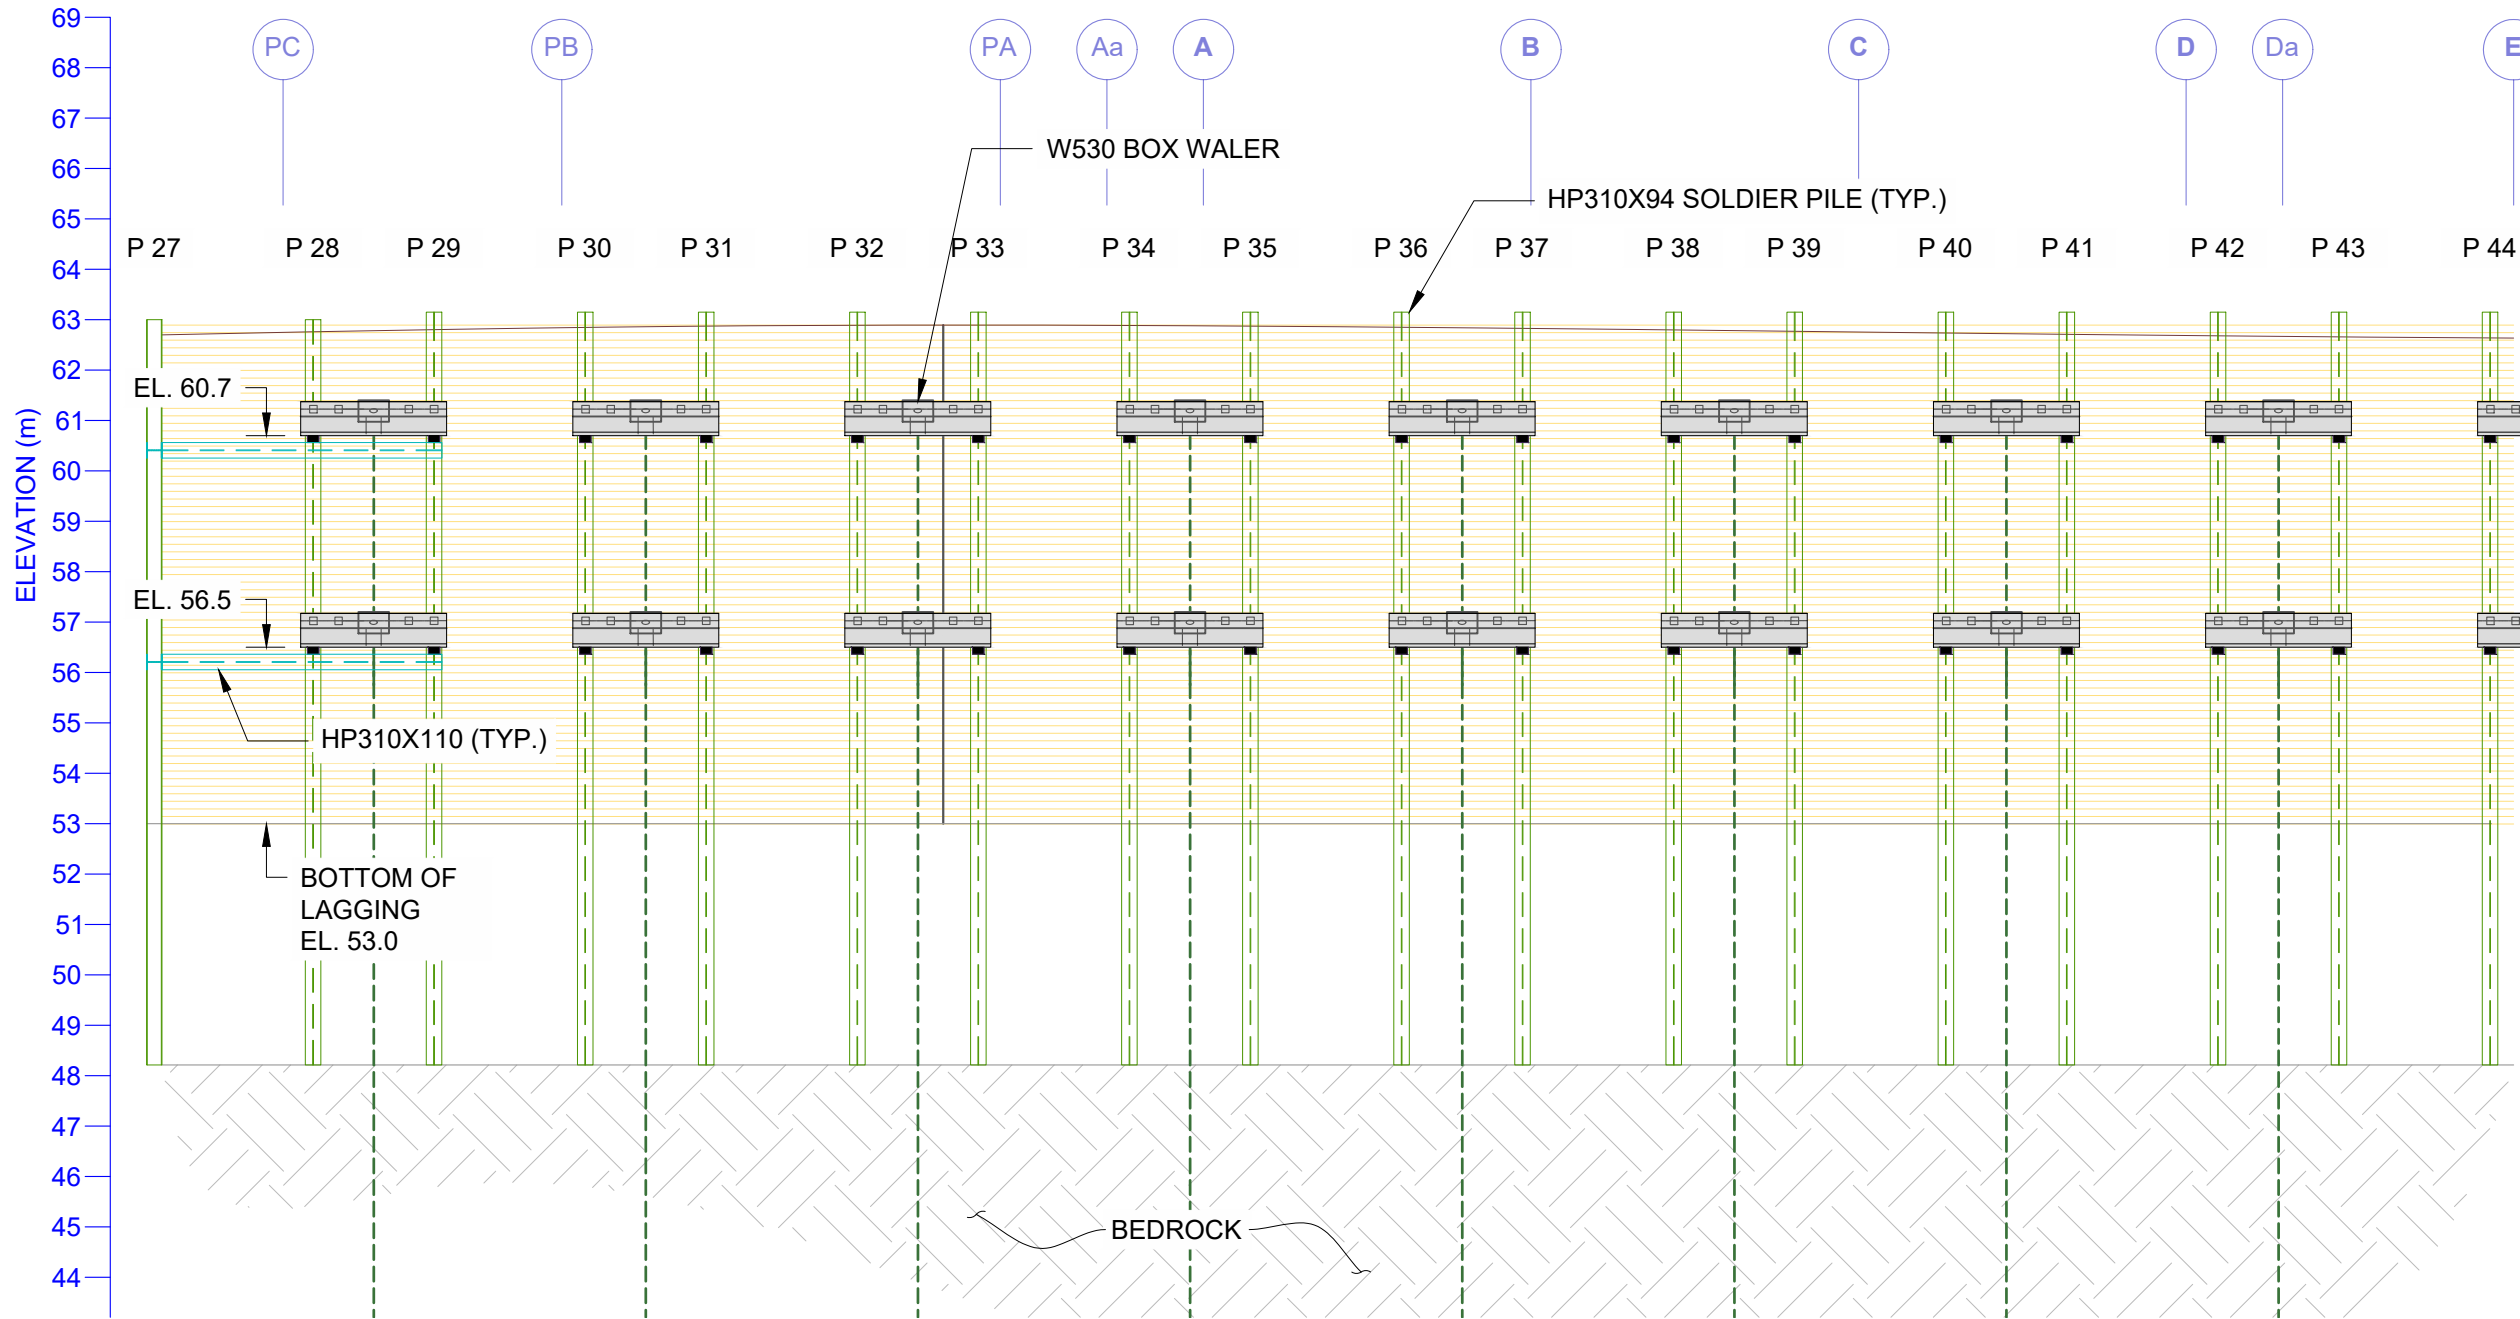 69
PC
PB
PA
Aa
A
B
C
D
Da
E
68
67
W530 BOX WALER
66
HP310X94 SOLDIER PILE (TYP.)
65
P 27
P 28
P 29
P 30
P 31
P 32
P 33
P 34
P 35
P 36
P 37
P 38
P 39
P 40
P 41
P 42
P 43
P 44
64
63
62
EL. 60.7
61
60
ELEVATION (m)
59
58
EL. 56.5
57
56
55
HP310X110 (TYP.)
54
53
52
BOTTOM OF
LAGGING
EL. 53.0
51
50
49
48
47
46
45
BEDROCK
44